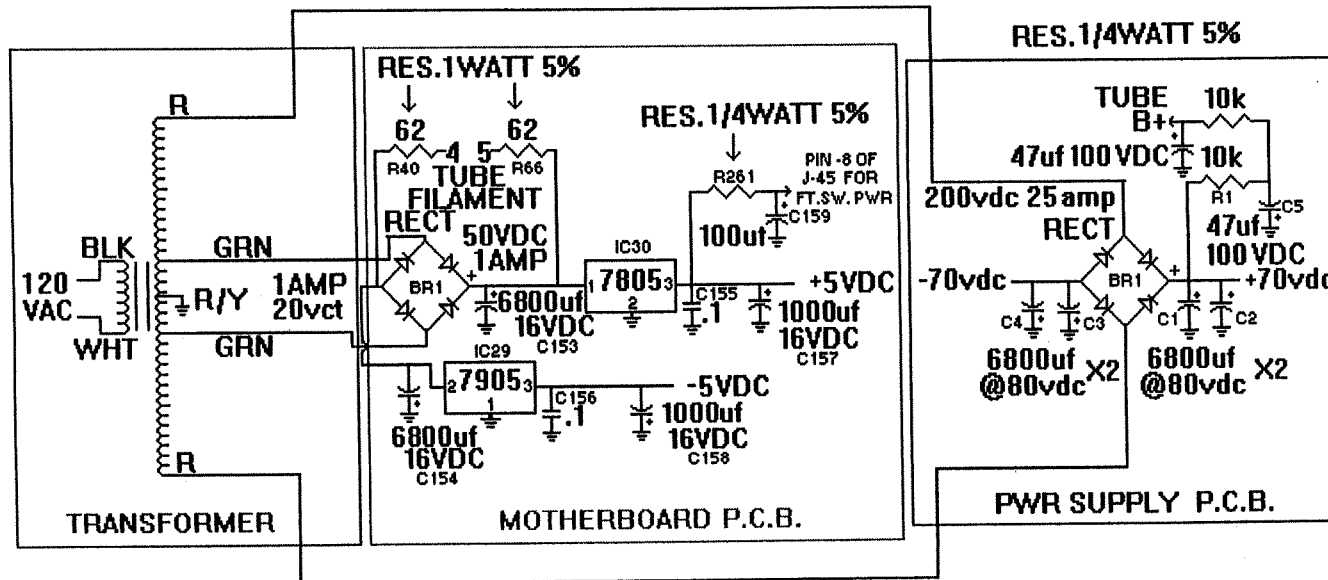 R
BLK
GRN
120
VAC
R/Y
WHT
GRN
R
TRANSFORMER
RES.1WATT 5%
62
62
R40
4
5
R66
TUBE
FILAMENT
RECT
50VDC
1AMP
BR1
+
1AMP
20vct
+
6800uf
16VDC
C153
RES.1/4WATT 5%
R261
PIN -8 OF
J-45 FOR
FT.SW. PWR
+
C159
100uf
IC30
1
7805
3
2
+5VDC
C155
.1
+
1000uf
16VDC
C157
IC29
2
7905
3
1
-5VDC
+
6800uf
16VDC
C154
C156
.1
+
1000uf
16VDC
C158
MOTHERBOARD P.C.B.
RES.1/4WATT 5%
TUBE
B+
10k
+
47uf 100 VDC
10k
R1
+
C5
47uf
100 VDC
200vdc 25amp
RECT
-70vdc
BR1
+
+70vdc
C4
+
C3
+
C1
+
C2
+
6800uf
@80vdc
X2
6800uf
@80vdc
X2
PWR SUPPLY P.C.B.